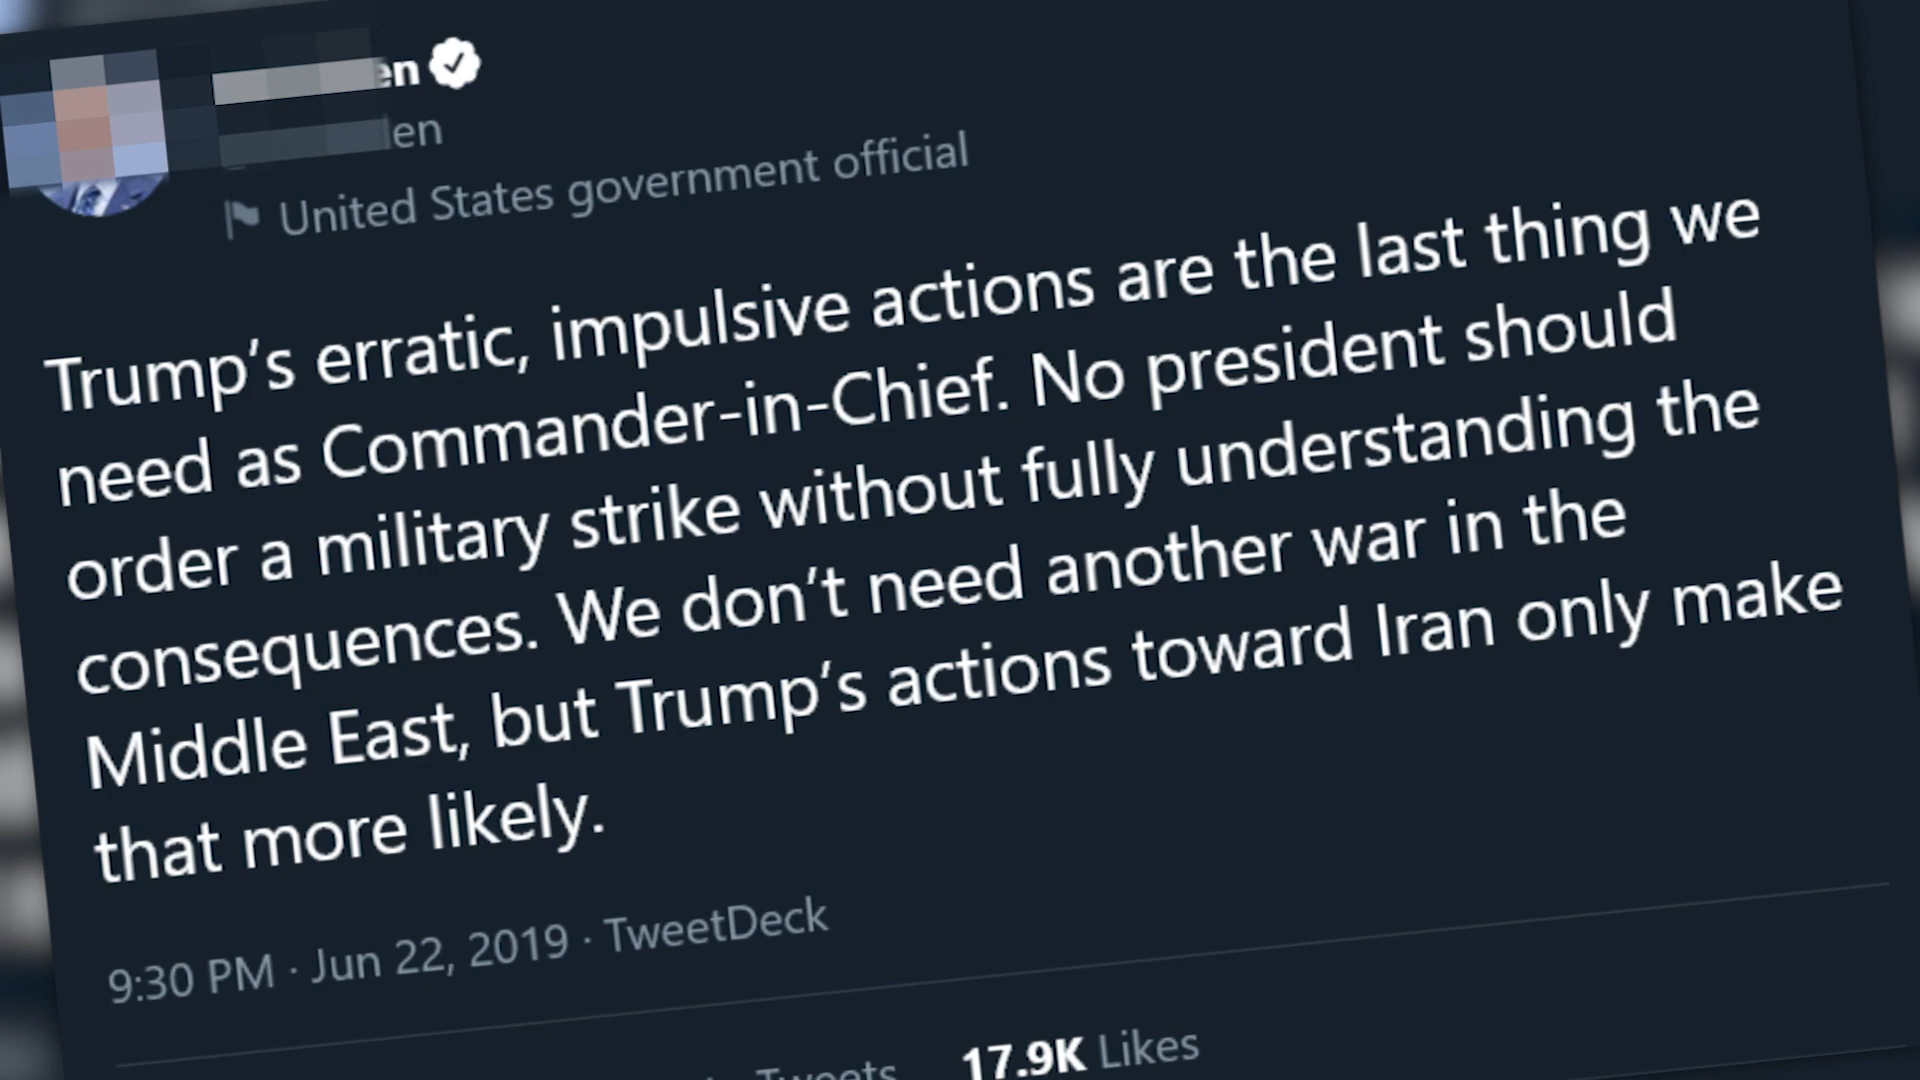 en
en
United States government official
Trump's erratic, impulsive actions are the last thing we
need as Commander-in-Chief. No president should
order a military strike without fully understanding the
consequences. We don't need another war in the
Middle East, but Trump's actions toward Iran only make
that more likely.
9:30 PM · Jun 22, 2019 · TweetDeck
Tweets 17.9K Likes